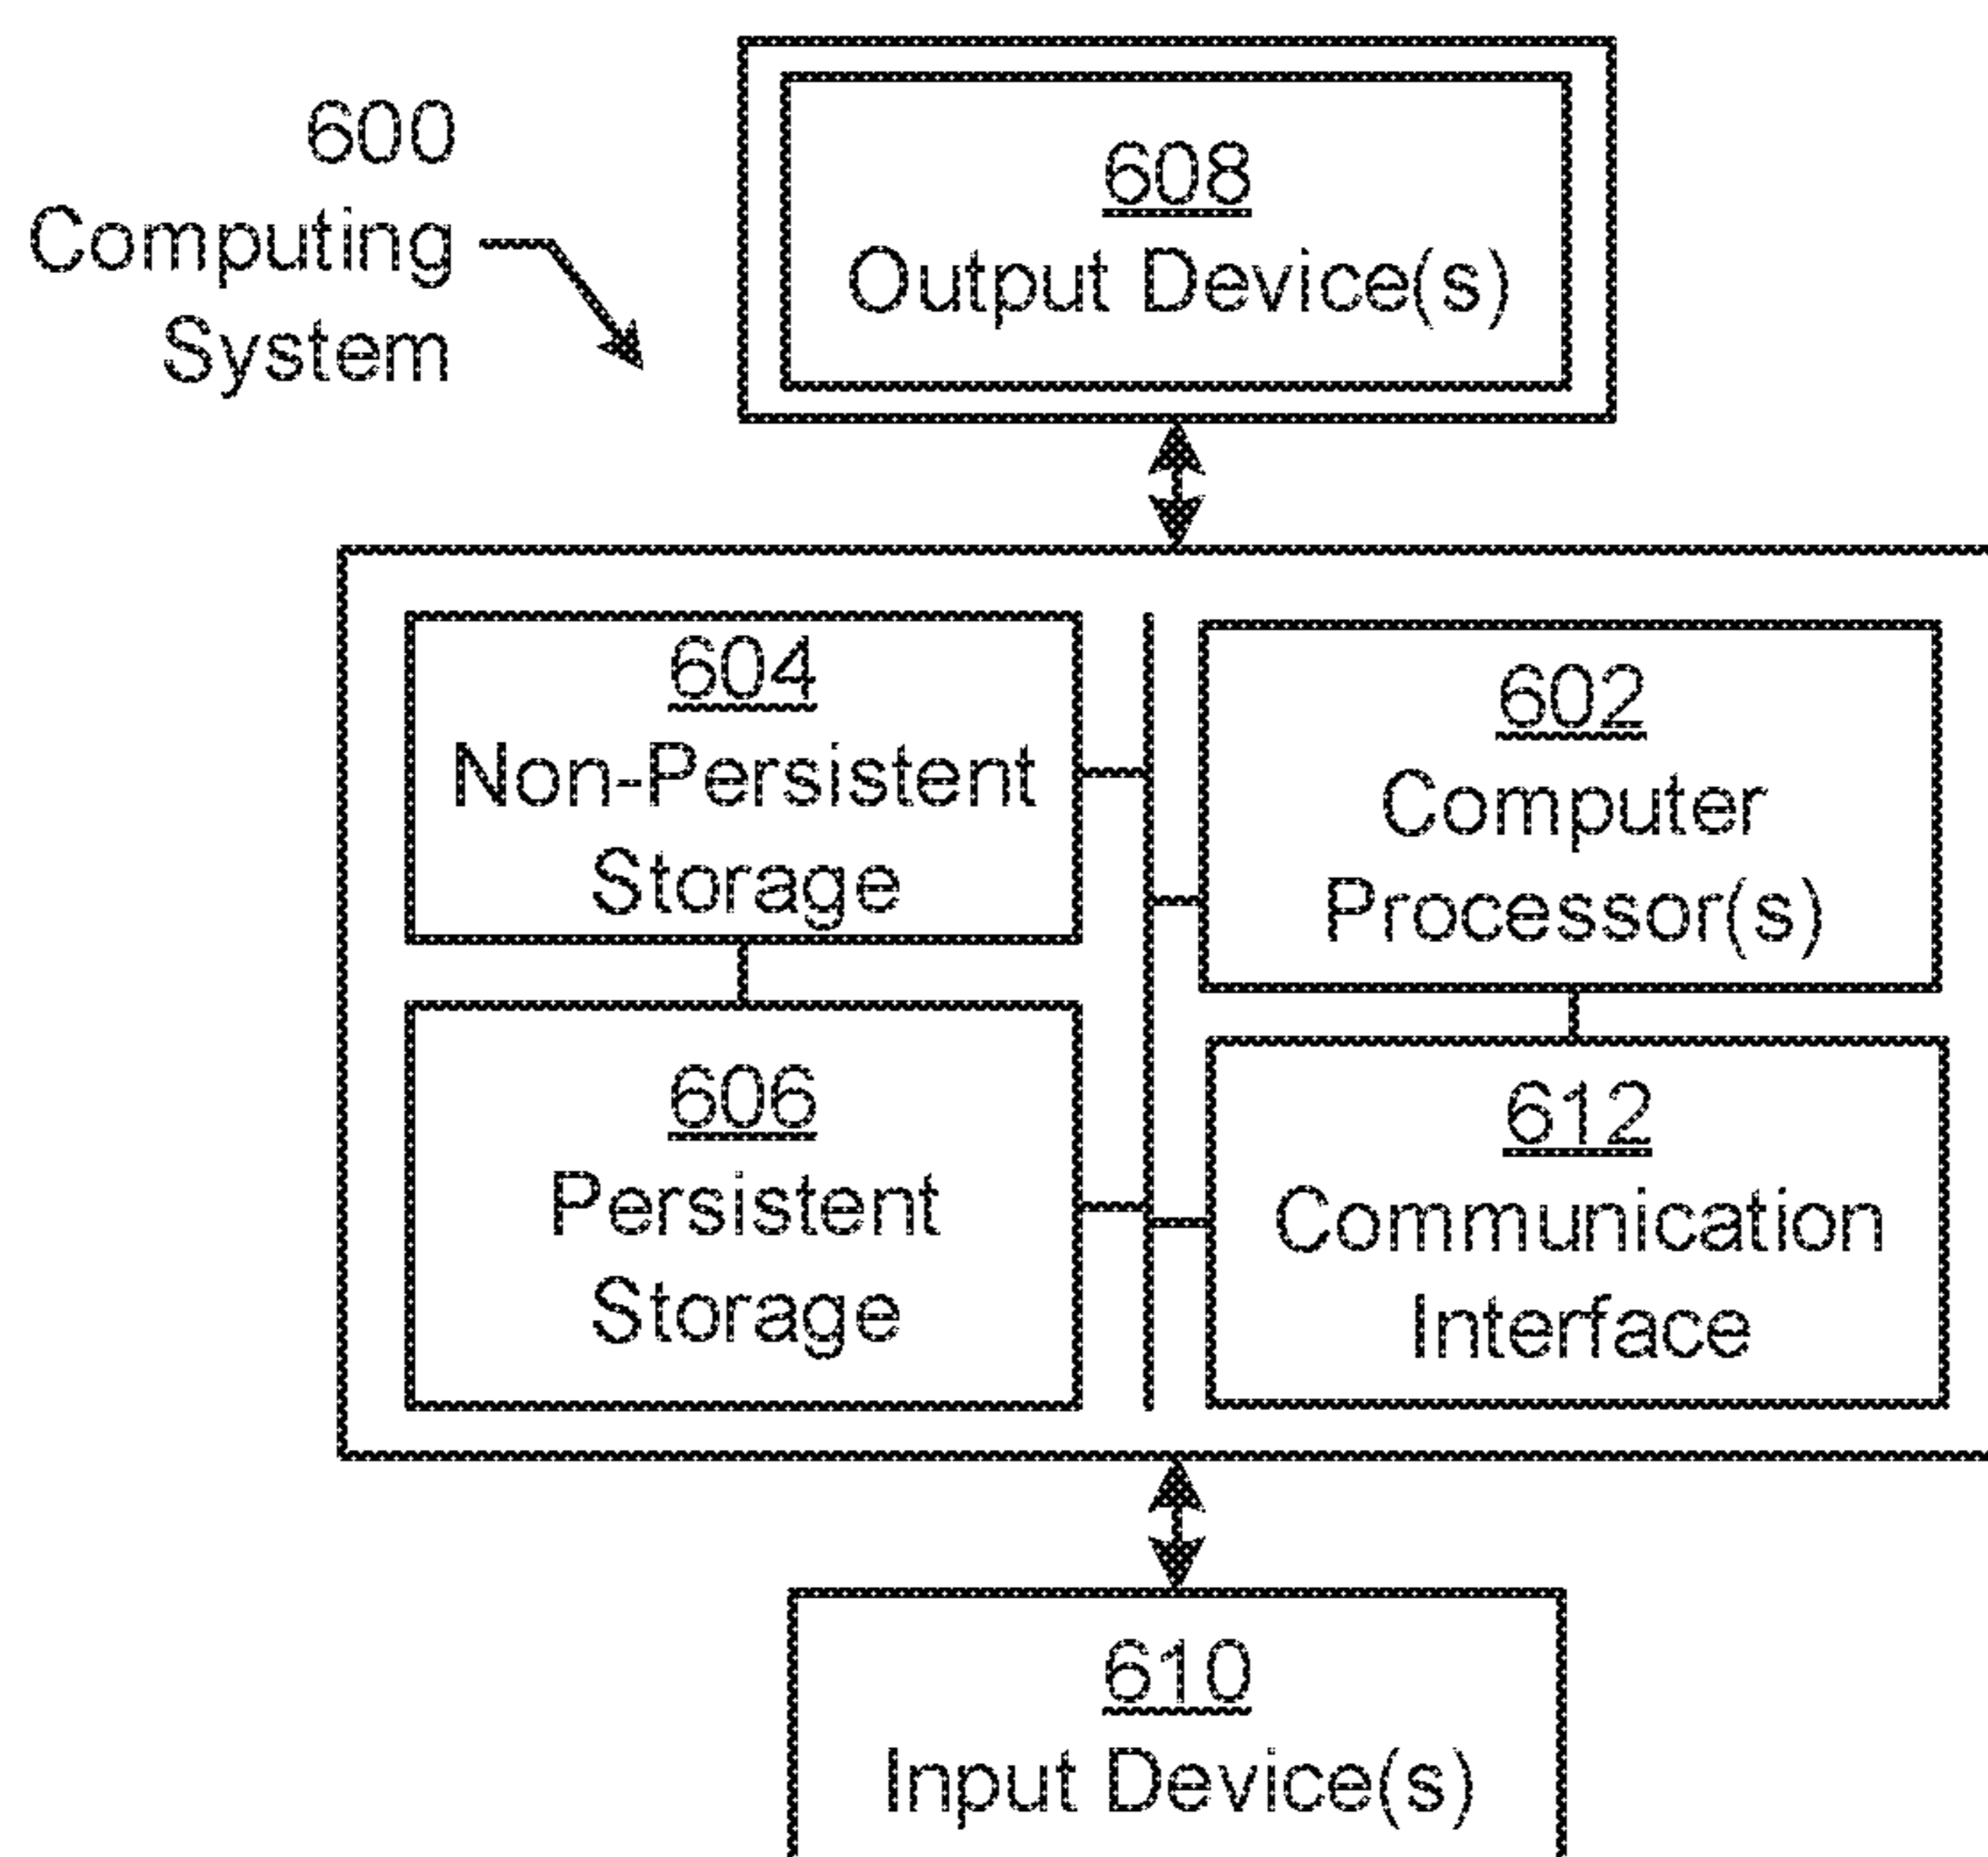 600
Computing
System
608
Output Device(s)
604
Non-Persistent
Storage
602
Computer
Processor(s)
606
Persistent
Storage
612
Communication
Interface
610
Input Device(s)